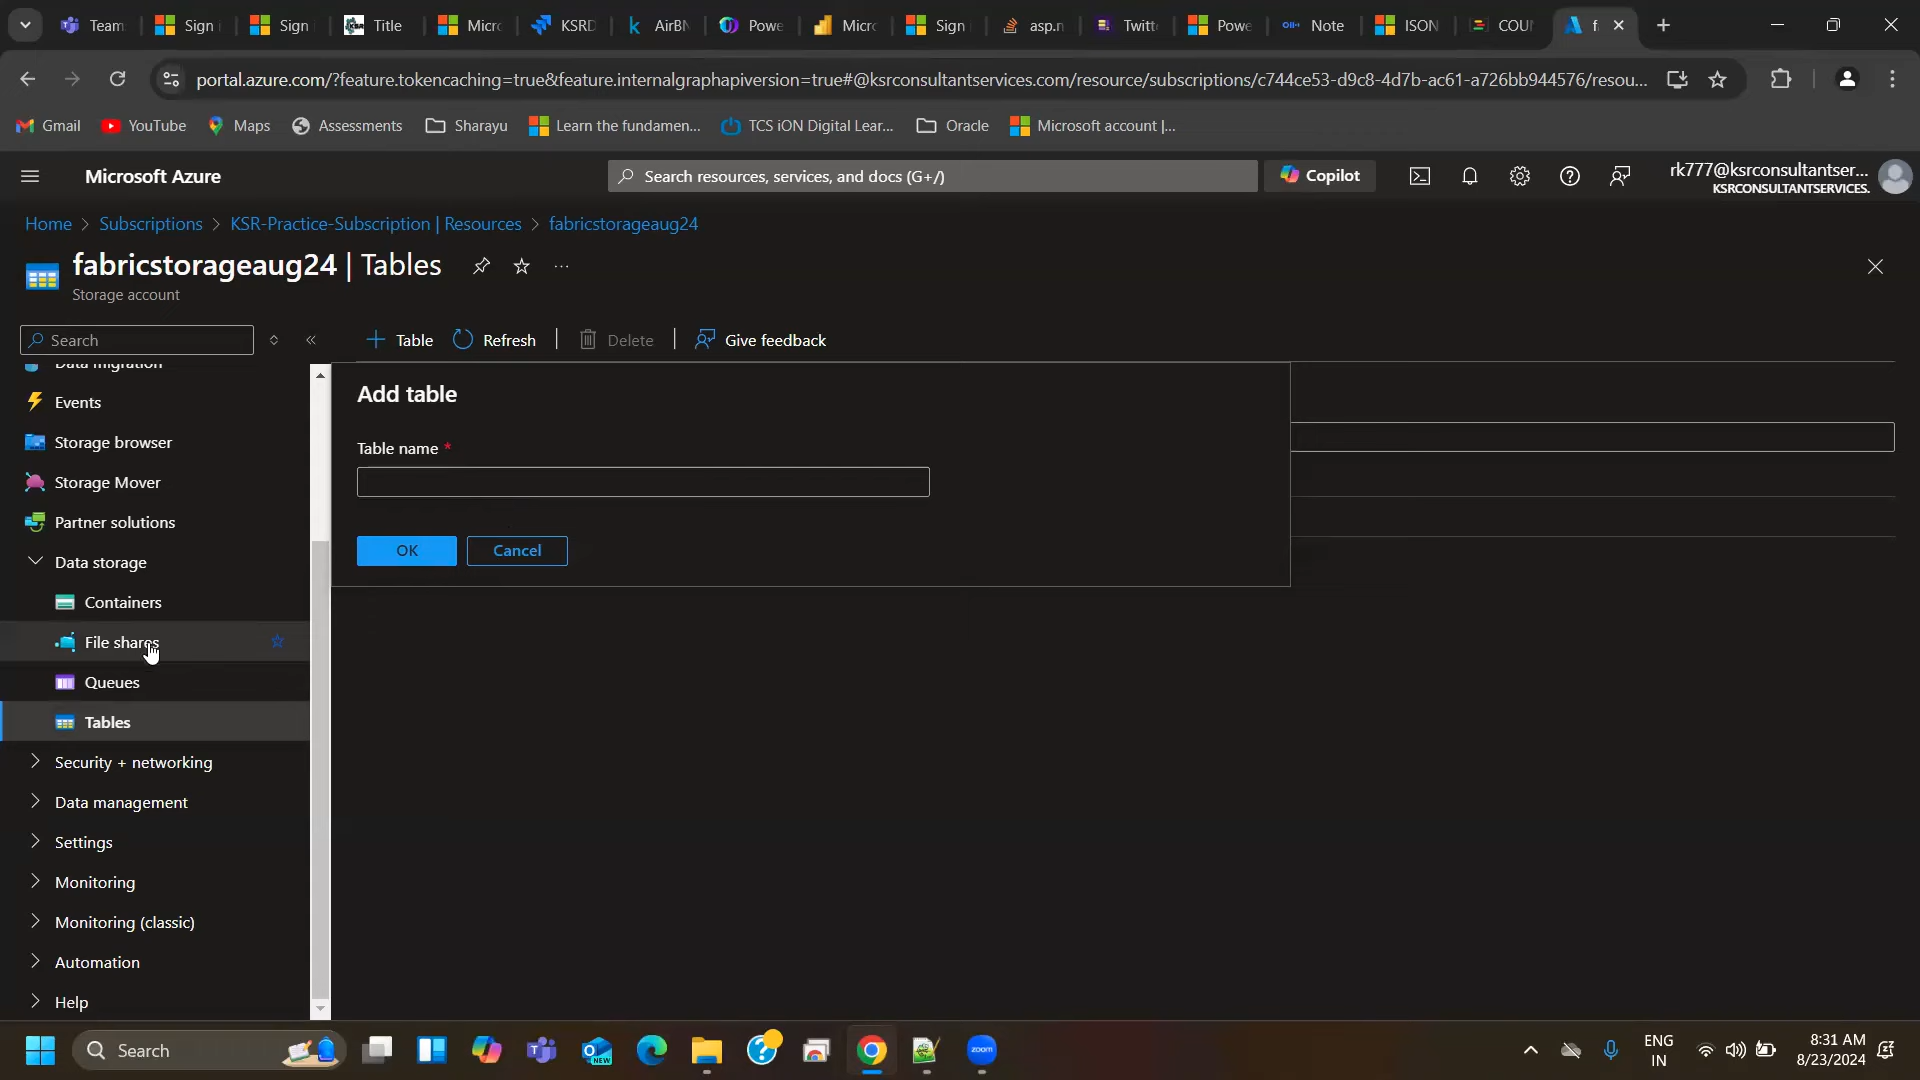 Team
Sign
Sign
Title
Micro
KSRD
AirBN
Powe
Micro
Sign
asp.n
Twitt
Powe
Note
ISON
COUN
f
portal.azure.com/?feature.tokencaching=true&feature.internalgraphapiversion=true#@ksrconsultantservices.com/resource/subscriptions/c744ce53-d9c8-4d7b-ac61-a726bb944576/resou...
Gmail
YouTube
Maps
Assessments
Sharayu
Learn the fundamen...
TCS iON Digital Lear...
Oracle
Microsoft account |...
Microsoft Azure
Search resources, services, and docs (G+/)
Copilot
rk777@ksrconsultantser...
KSRCONSULTANTSERVICES.
Home > Subscriptions > KSR-Practice-Subscription | Resources > fabricstorageaug24
fabricstorageaug24 | Tables
Storage account
Search
Table
Refresh
Delete
Give feedback
Data migration
Events
Storage browser
Storage Mover
Partner solutions
Data storage
Containers
File shares
Queues
Tables
Security + networking
Data management
Settings
Monitoring
Monitoring (classic)
Automation
Help
Add table
Table name *
OK
Cancel
Search
NEW
zoom
ENG
IN
8:31 AM
8/23/2024